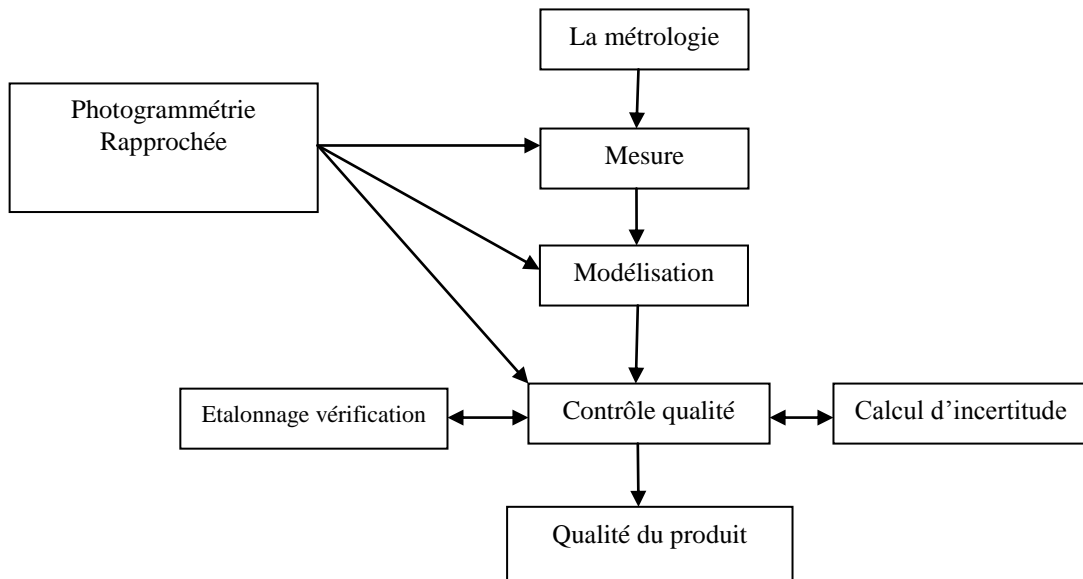 La métrologie
Photogrammétrie
Rapprochée
Mesure
Modélisation
Etalonnage vérification
Contrôle qualité
Calcul d’incertitude
Qualité du produit